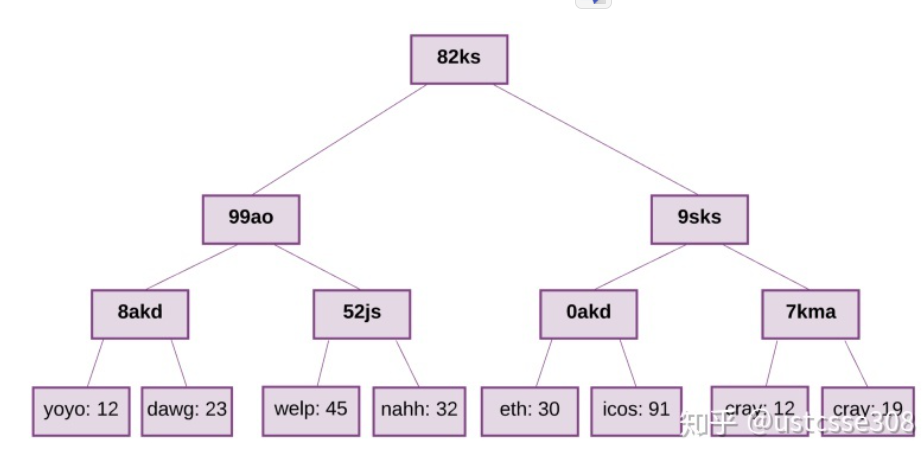 82ks
99ao
9sks
8akd
52js
0akd
7kma
yoyo: 12
dawg: 23
welp: 45
nahh: 32
eth: 30
icos: 91
cray: 12
cray: 19
知乎 @ustcsse308